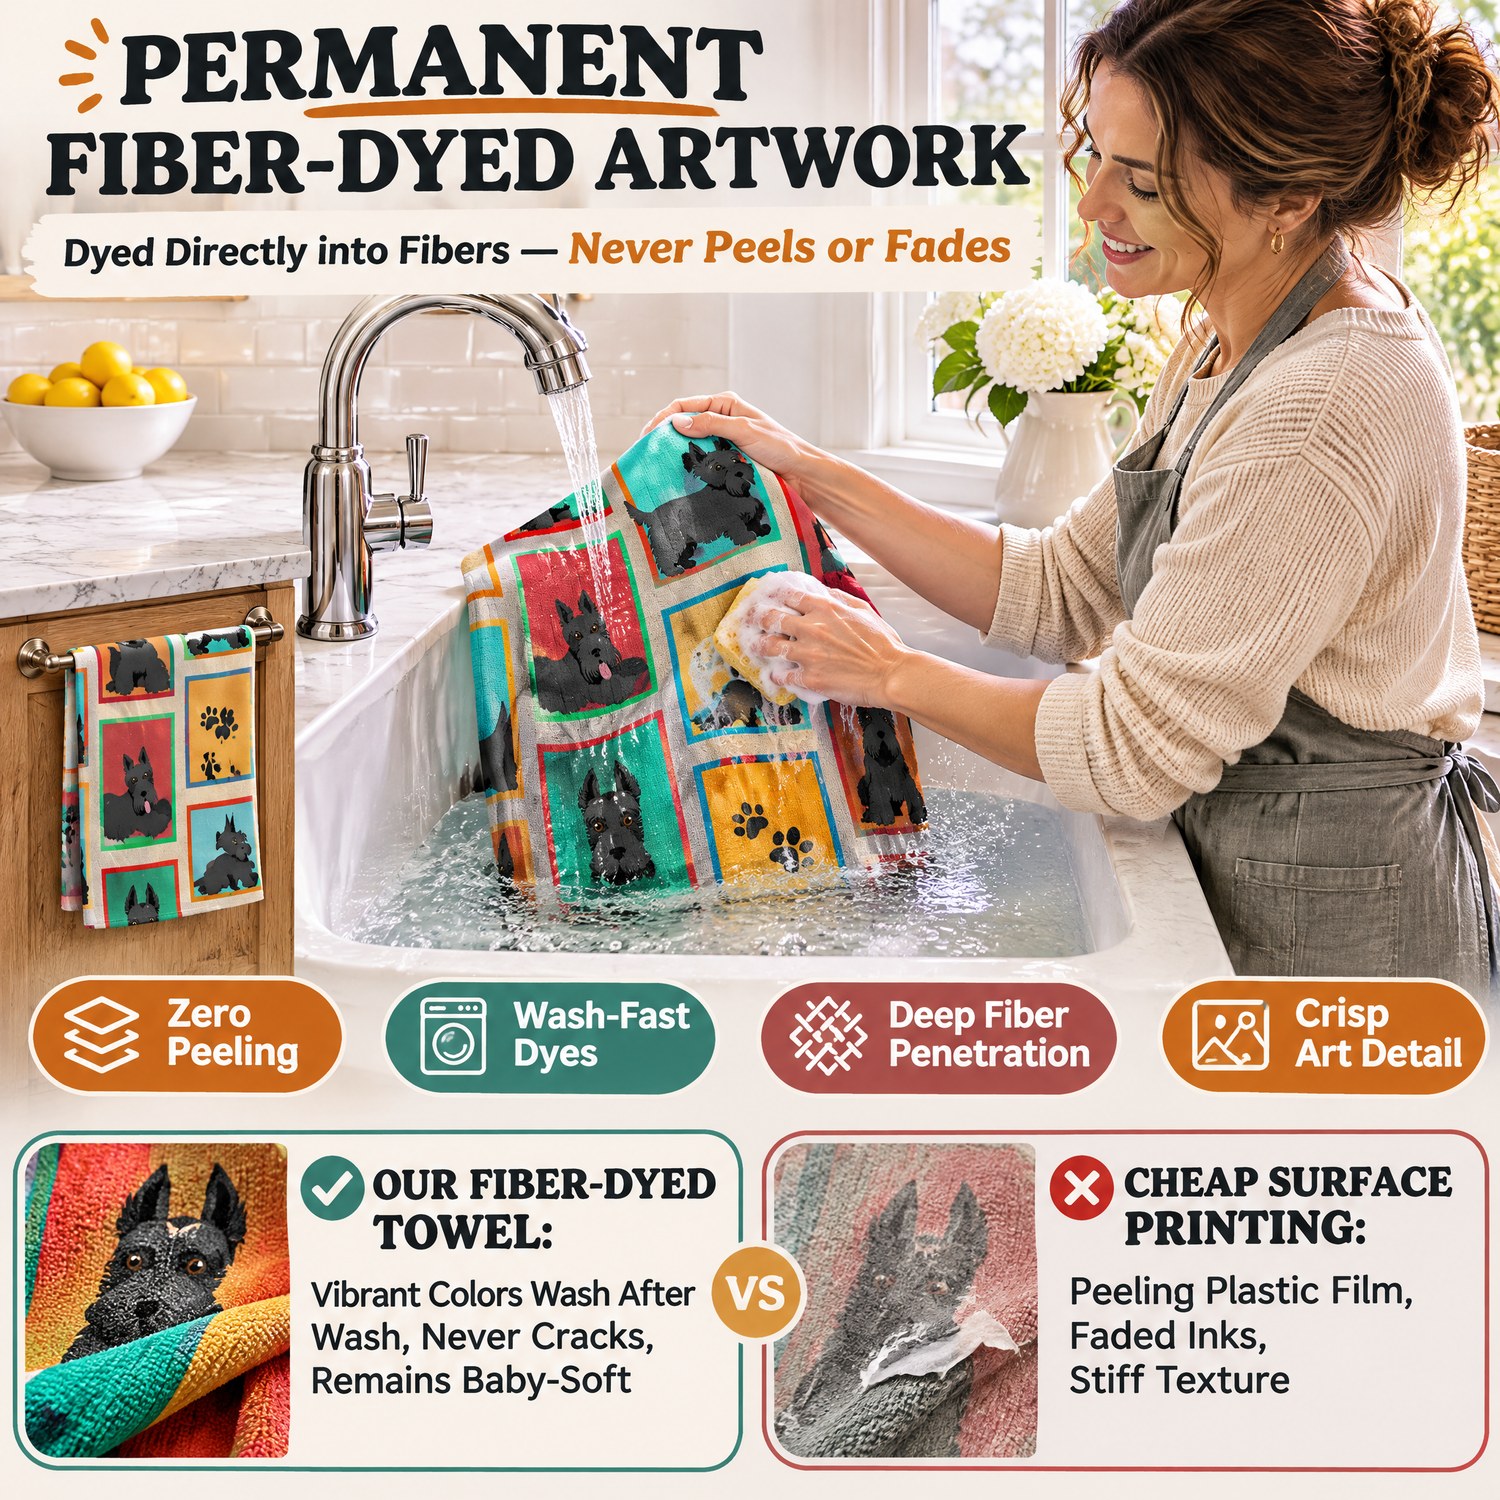 PERMANENT
FIBER-DYED ARTWORK
Dyed Directly into Fibers — Never Peels or Fades
Zero
Peeling
Wash-Fast
Dyes
Deep Fiber
Penetration
Crisp
Art Detail
OUR FIBER-DYED
TOWEL:
Vibrant Colors Wash After
Wash, Never Cracks,
Remains Baby-Soft
VS
CHEAP SURFACE
PRINTING:
Peeling Plastic Film,
Faded Inks,
Stiff Texture